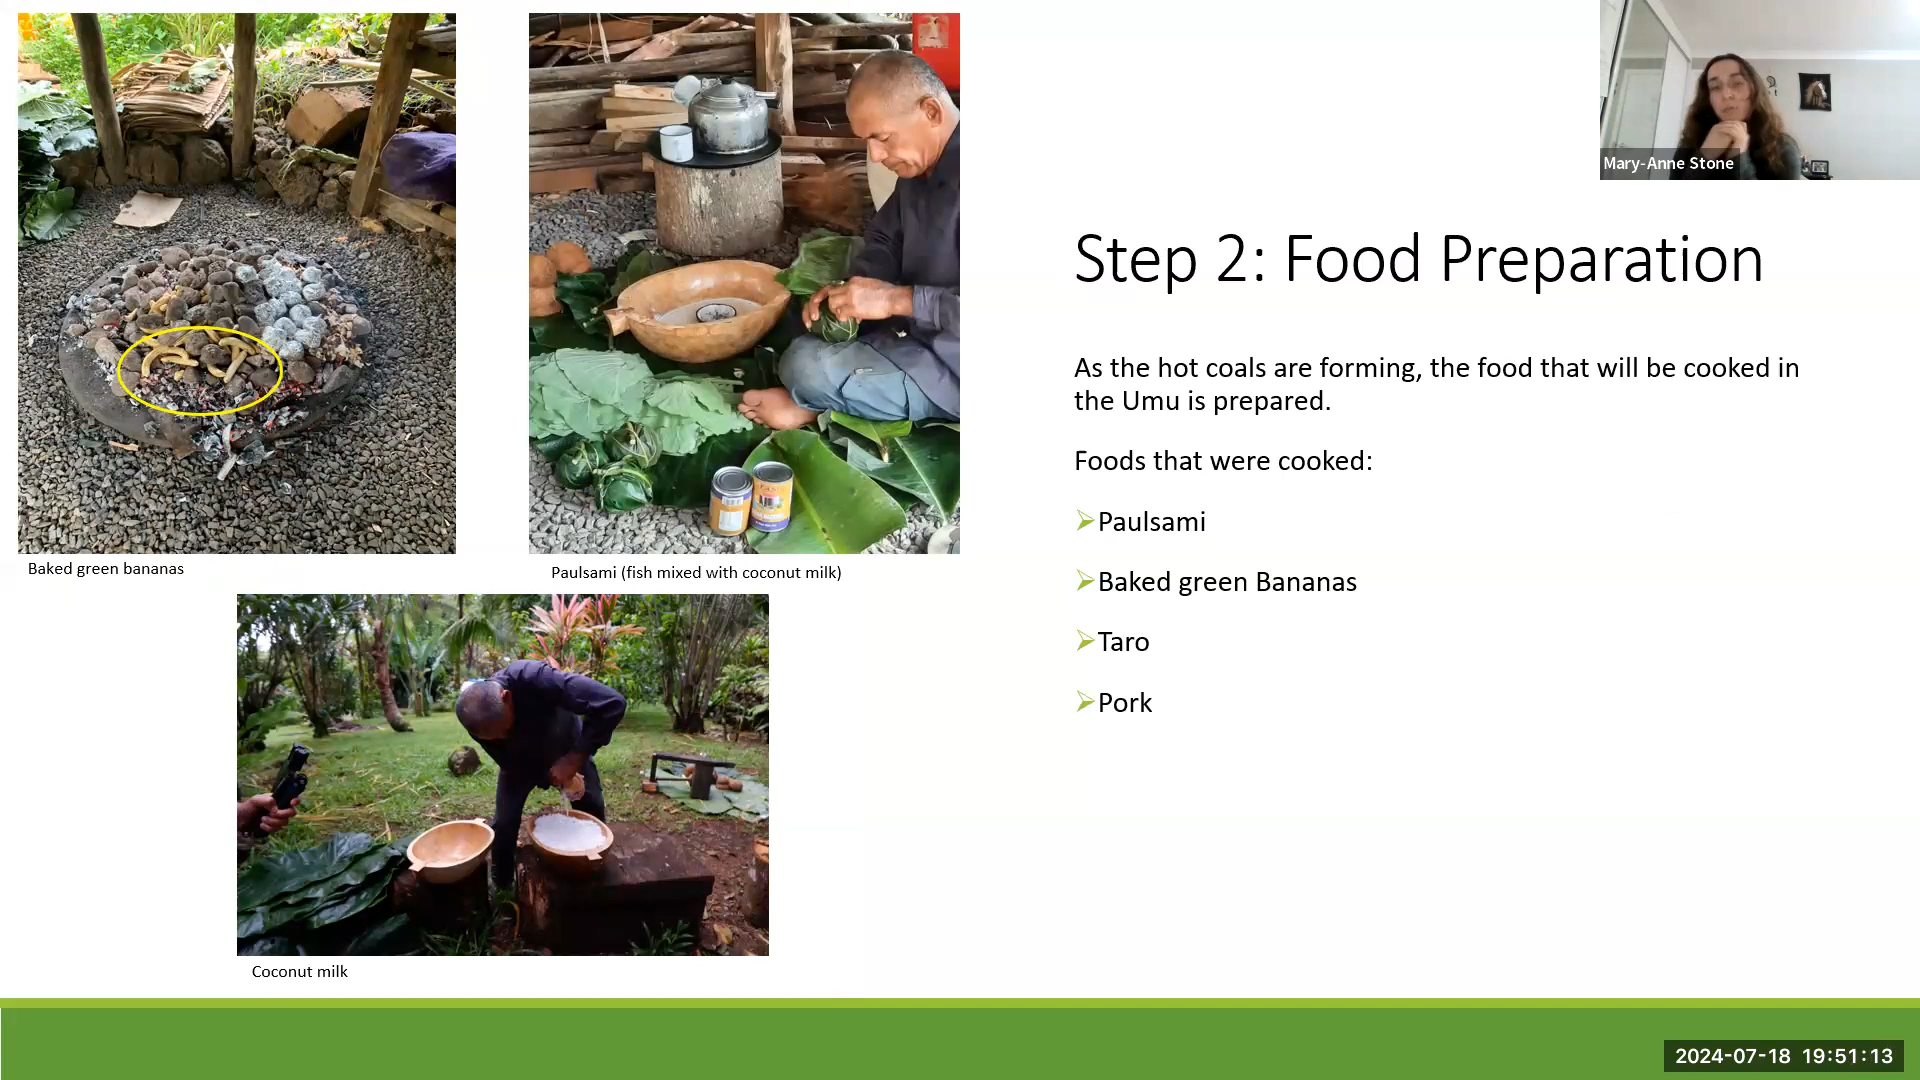 Mary-Anne Stone
Step 2: Food Preparation
As the hot coals are forming, the food that will be cooked in
the Umu is prepared.
Foods that were cooked:
Paulsami
Baked green Bananas
Taro
Pork
Baked green bananas
Paulsami (fish mixed with coconut milk)
Coconut milk
2024-07-18 19:51:13